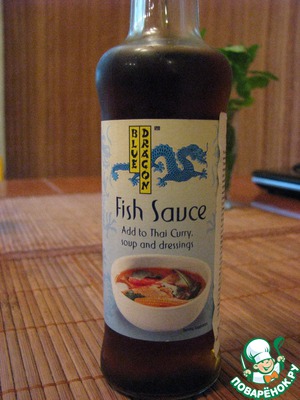 BLUE
DRAGON
Fish Sauce
Add to Thai Curry,
soup and dressings
ПОВАРЁНОК.РУ